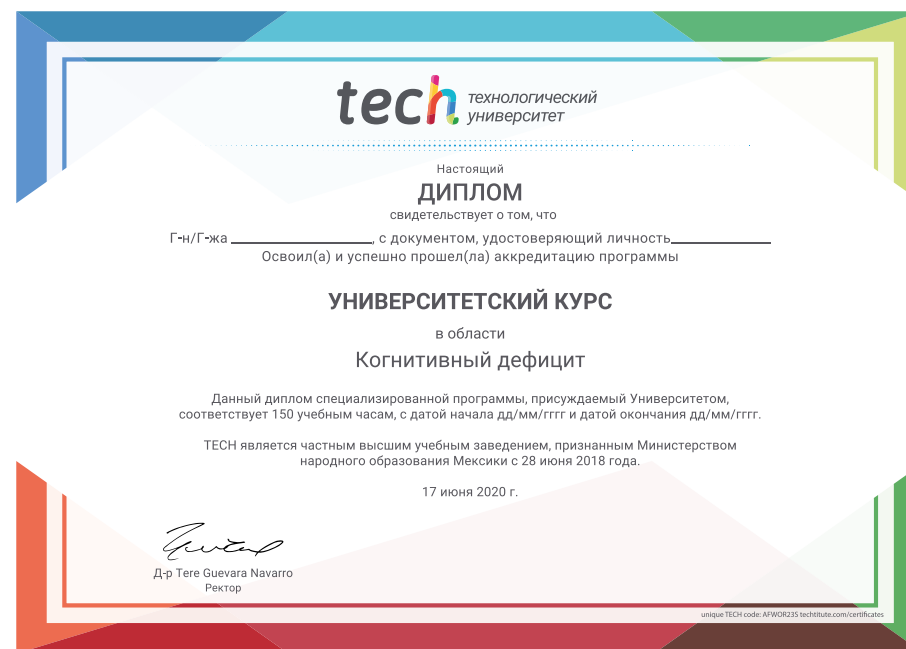 tech технологический
университет
Настоящий
ДИПЛОМ
свидетельствует о том, что
Г-н/Г-жа ________________, с документом, удостоверяющий личность____________
Освоил(а) и успешно прошел(ла) аккредитацию программы
УНИВЕРСИТЕТСКИЙ КУРС
в области
Когнитивный дефицит
Данный диплом специализированной программы, присуждаемый Университетом,
соответствует 150 учебным часам, с датой начала дд/мм/гггг и датой окончания дд/мм/гггг.
TECH является частным высшим учебным заведением, признанным Министерством
народного образования Мексики с 28 июня 2018 года.
17 июня 2020 г.
Д-р Tere Guevara Navarro
Ректор
unique TECH code: AFWOR23S techtitute.com/certificates